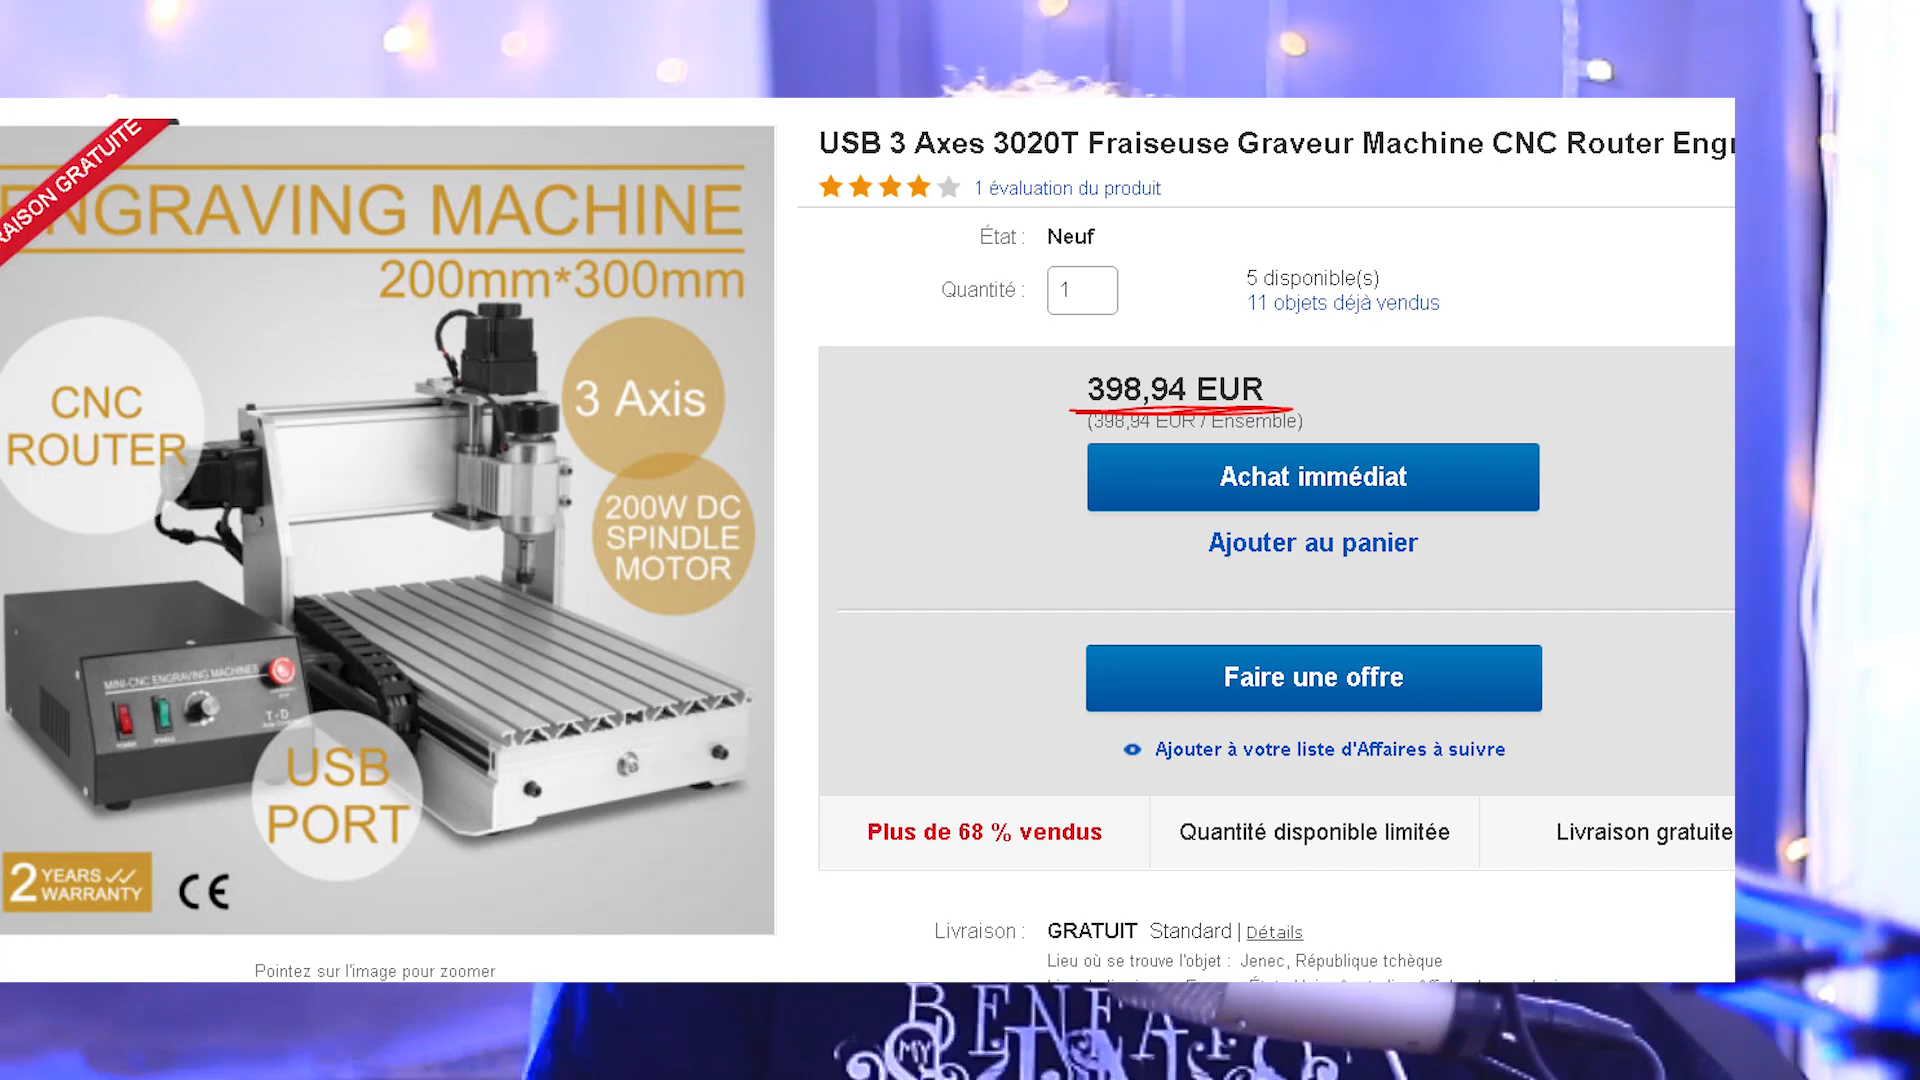 RAISON GRATUITE
ENGRAVING MACHINE
200mm*300mm
CNC
ROUTER
3 Axis
200W DC
SPINDLE
MOTOR
MINI-CNC ENGRAVING MACHINES
T-D
USB
PORT
2 YEARS
WARRANTY
CE
Pointez sur l'image pour zoomer
USB 3 Axes 3020T Fraiseuse Graveur Machine CNC Router Engr
1 évaluation du produit
État : Neuf
Quantité : 1
5 disponible(s)
11 objets déjà vendus
398,94 EUR
(398,94 EUR / Ensemble)
Achat immédiat
Ajouter au panier
Faire une offre
Ajouter à votre liste d'Affaires à suivre
Plus de 68 % vendus
Quantité disponible limitée
Livraison gratuite
Livraison : GRATUIT Standard | Détails
Lieu où se trouve l'objet : Jenec, République tchèque
MY